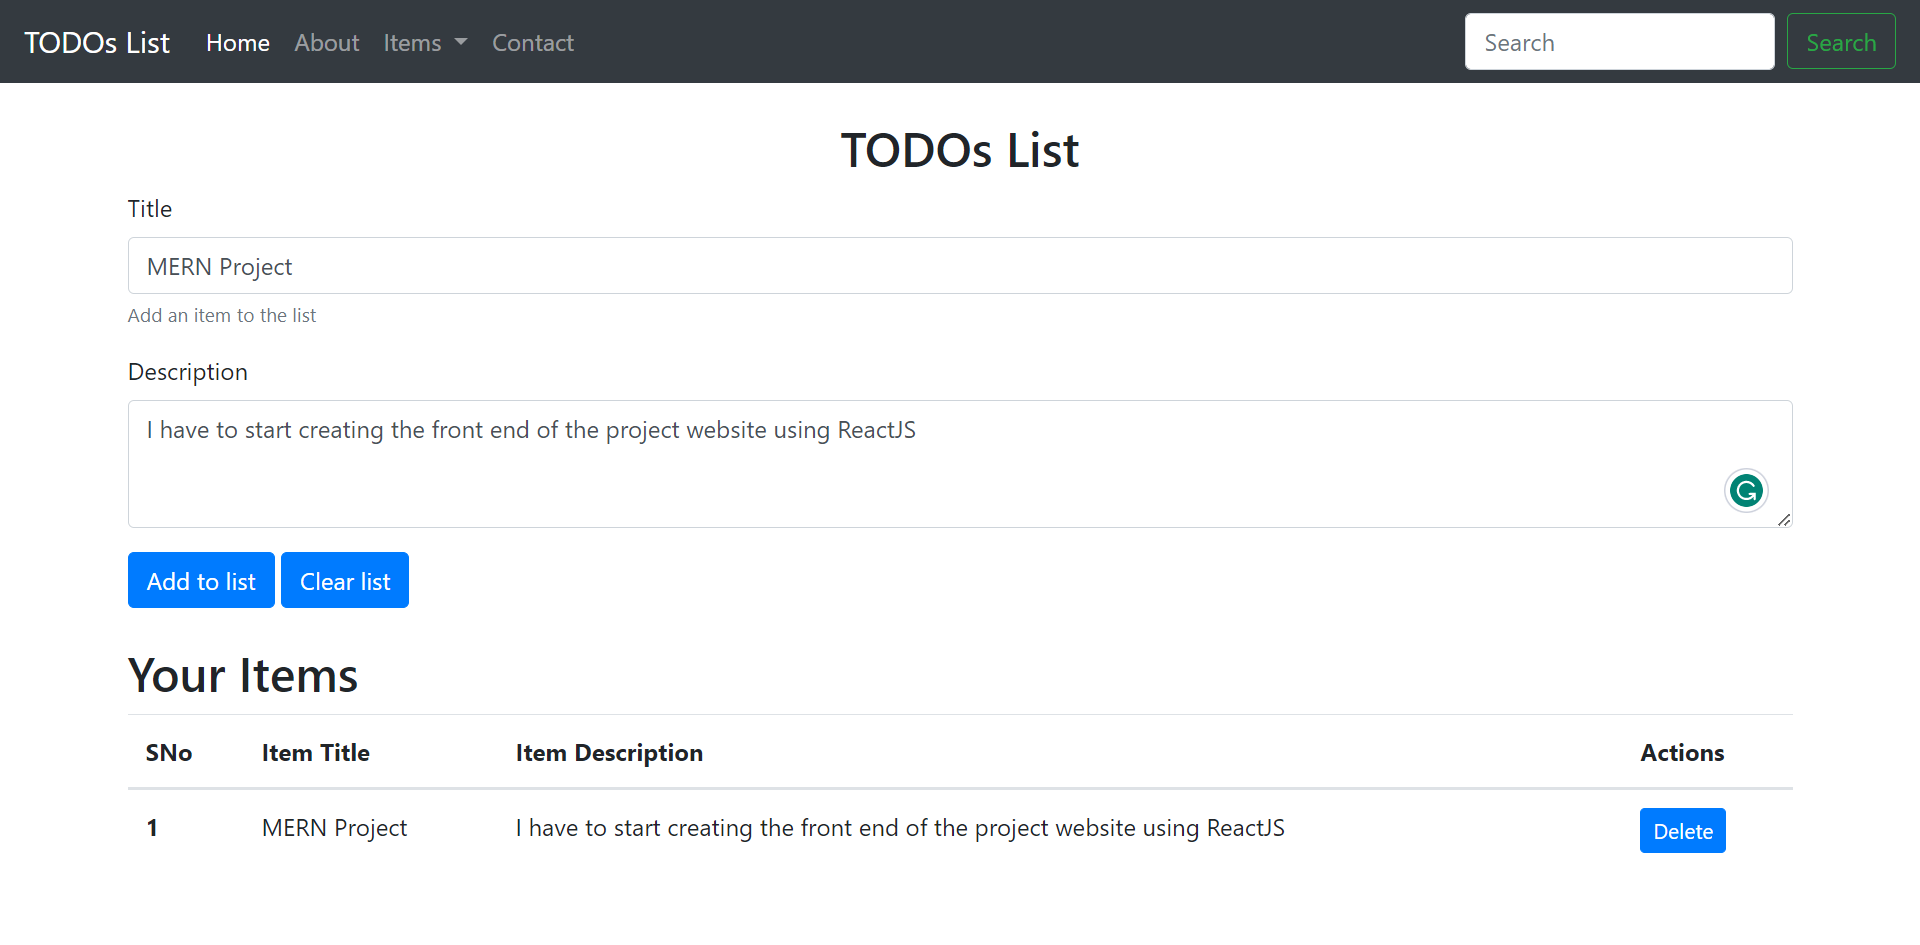 TODOs List Home About Items Contact Search Search
TODOs List
Title
MERN Project
Add an item to the list
Description
I have to start creating the front end of the project website using ReactJS
Add to list Clear list
Your Items
SNo Item Title Item Description Actions
1 MERN Project I have to start creating the front end of the project website using ReactJS Delete